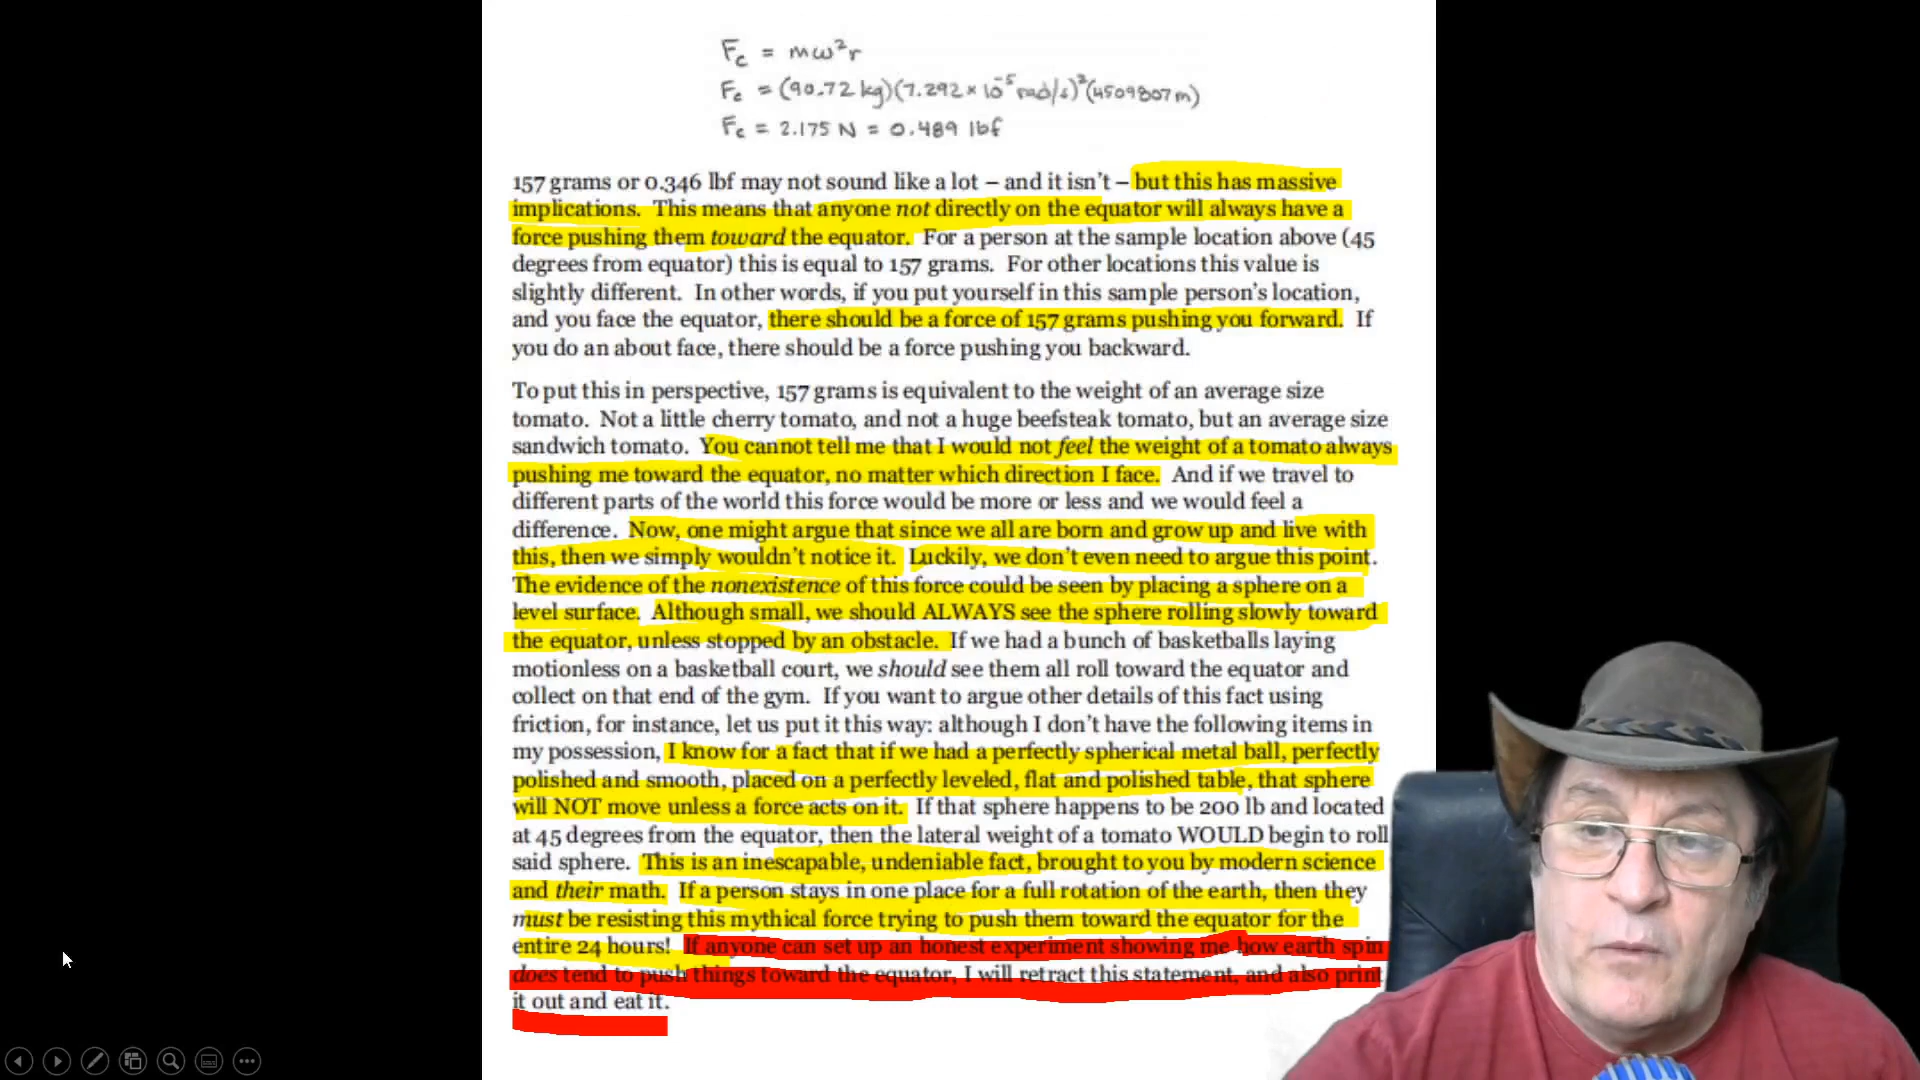 Fc = mω²r
Fc = (90.72 kg)(7.292 × 10⁻⁵ rad/s)²(4509807 m)
Fc = 2.175 N = 0.489 lbf
157 grams or 0.346 lbf may not sound like a lot – and it isn't – but this has massive
implications. This means that anyone not directly on the equator will always have a
force pushing them toward the equator. For a person at the sample location above (45
degrees from equator) this is equal to 157 grams. For other locations this value is
slightly different. In other words, if you put yourself in this sample person's location,
and you face the equator, there should be a force of 157 grams pushing you forward. If
you do an about face, there should be a force pushing you backward.
To put this in perspective, 157 grams is equivalent to the weight of an average size
tomato. Not a little cherry tomato, and not a huge beefsteak tomato, but an average size
sandwich tomato. You cannot tell me that I would not feel the weight of a tomato always
pushing me toward the equator, no matter which direction I face. And if we travel to
different parts of the world this force would be more or less and we would feel a
difference. Now, one might argue that since we all are born and grow up and live with
this, then we simply wouldn't notice it. Luckily, we don't even need to argue this point.
The evidence of the nonexistence of this force could be seen by placing a sphere on a
level surface. Although small, we should ALWAYS see the sphere rolling slowly toward
the equator, unless stopped by an obstacle. If we had a bunch of basketballs laying
motionless on a basketball court, we should see them all roll toward the equator and
collect on that end of the gym. If you want to argue other details of this fact using
friction, for instance, let us put it this way: although I don't have the following items in
my possession, I know for a fact that if we had a perfectly spherical metal ball, perfectly
polished and smooth, placed on a perfectly leveled, flat and polished table, that sphere
will NOT move unless a force acts on it. If that sphere happens to be 200 lb and located
at 45 degrees from the equator, then the lateral weight of a tomato WOULD begin to roll
said sphere. This is an inescapable, undeniable fact, brought to you by modern science
and their math. If a person stays in one place for a full rotation of the earth, then they
must be resisting this mythical force trying to push them toward the equator for the
entire 24 hours! If anyone can set up an honest experiment showing me how earth spin
does tend to push things toward the equator, I will retract this statement, and also print
it out and eat it.